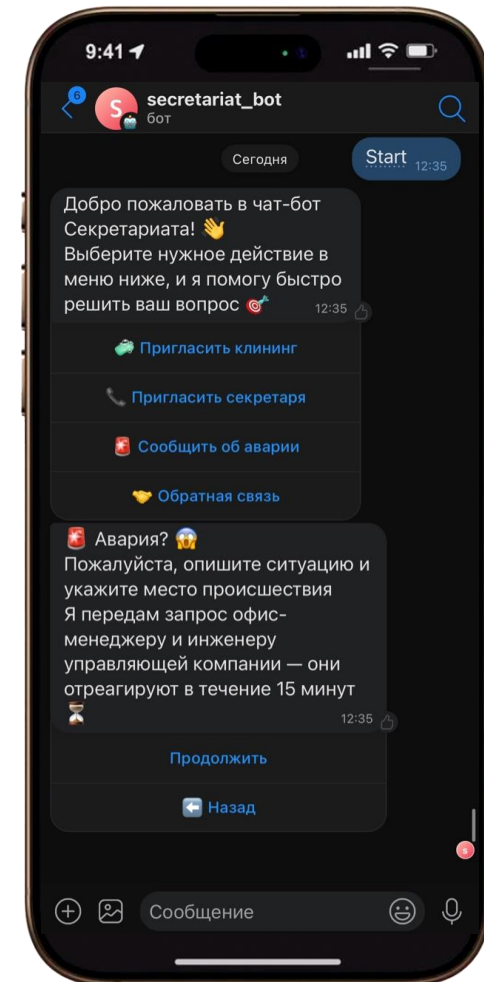 9:41
6
S
secretariat_bot
бот
Сегодня
Start 12:35
Добро пожаловать в чат-бот
Секретариата! 👋
Выберите нужное действие в
меню ниже, и я помогу быстро
решить ваш вопрос 🎯 12:35
🧼 Пригласить клининг
📞 Пригласить секретаря
🚨 Сообщить об аварии
🤝 Обратная связь
🚨 Авария? 😱
Пожалуйста, опишите ситуацию и
укажите место происшествия
Я передам запрос офис-
менеджеру и инженеру
управляющей компании — они
отреагируют в течение 15 минут
⏳ 12:35
Продолжить
⬅️ Назад
S
Сообщение